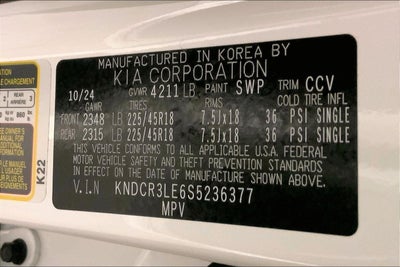 MANUFACTURED IN KOREA BY
KIA CORPORATION
10/24 GVWR 4211 LB PAINT SWP TRIM CCV
GAWR TIRES RIMS COLD TIRE INFL
FRONT 2348 LB 225/45R18 7.5Jx18 36 PSI SINGLE
REAR 2315 LB 225/45R18 7.5Jx18 36 PSI SINGLE
THIS VEHICLE CONFORMS TO ALL APPLICABLE U.S.A. FEDERAL
MOTOR VEHICLE SAFETY AND THEFT PREVENTION STANDARDS
IN EFFECT ON THE DATE OF MANUFACTURE SHOWN ABOVE.
V.I.N KNDCR3LE6S5236377
MPV
K22
REAR
ARRIERE